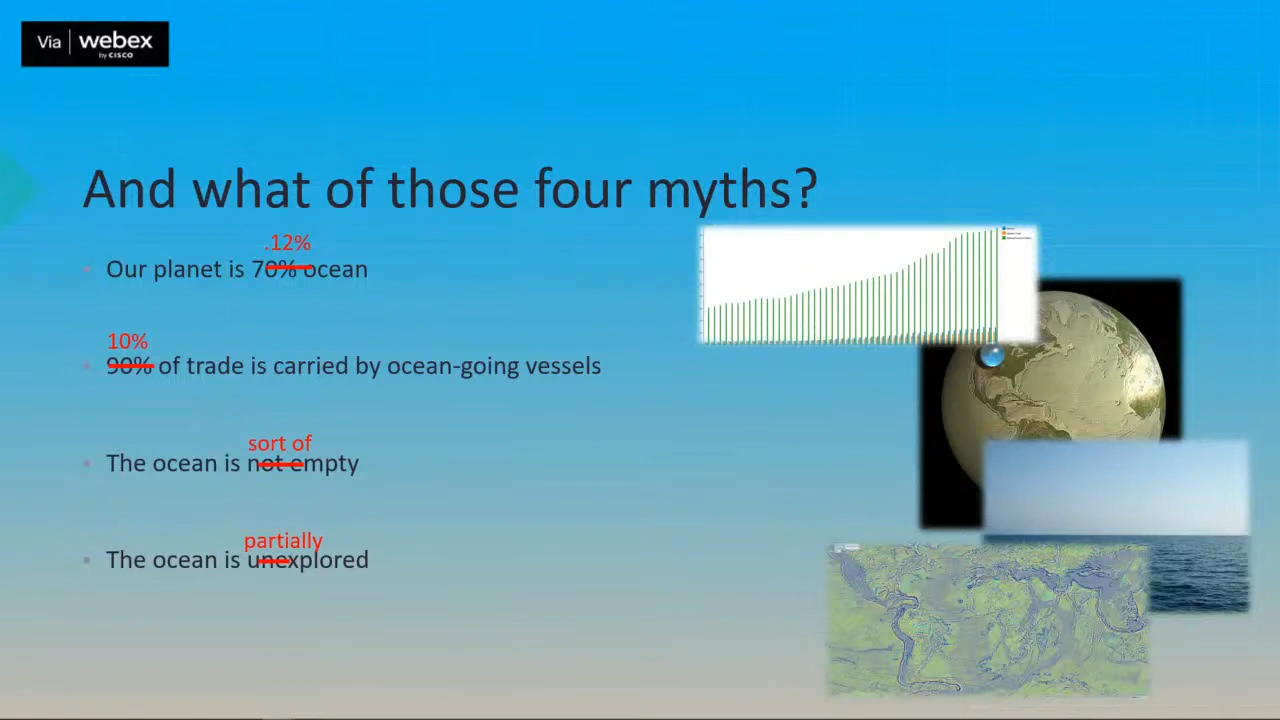 Via webex
by CISCO
And what of those four myths?
.12%
Our planet is 70% ocean
10%
90% of trade is carried by ocean-going vessels
sort of
The ocean is not empty
partially
The ocean is unexplored